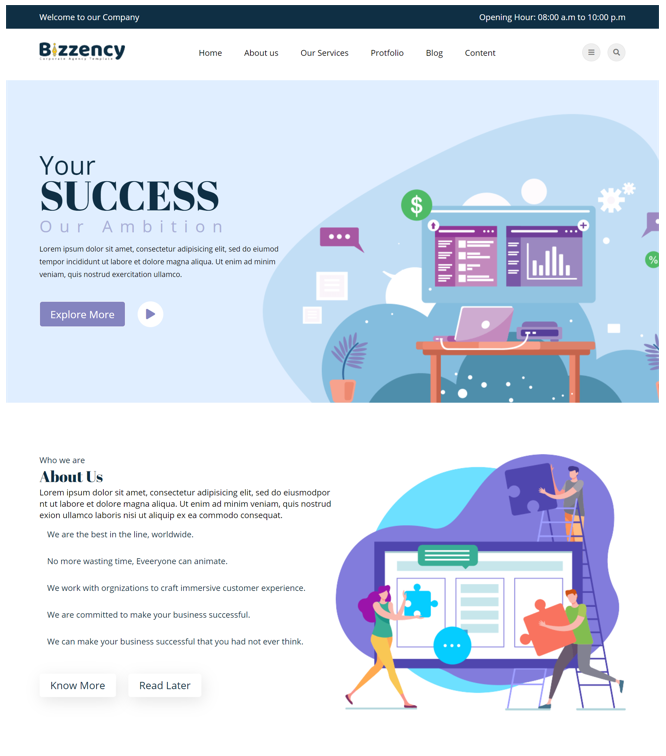 Welcome to our Company
Opening Hour: 08:00 a.m to 10:00 p.m
Bizzency
Corporate Agency Template
Home About us Our Services Protfolio Blog Content
Your
SUCCESS
Our Ambition
Lorem ipsum dolor sit amet, consectetur adipisicing elit, sed do eiumod
tempor incididunt ut labore et dolore magna aliqua. Ut enim ad minim
veniam, quis nostrud exercitation ullamco.
Explore More
$
%
Who we are
About Us
Lorem ipsum dolor sit amet, consectetur adipisicing elit, sed do eiusmodpor
nt ut labore et dolore magna aliqua. Ut enim ad minim veniam, quis nostrud
exion ullamco laboris nisi ut aliquip ex ea commodo consequat.
We are the best in the line, worldwide.
No more wasting time, Eveeryone can animate.
We work with orgnizations to craft immersive customer experience.
We are committed to make your business successful.
We can make your business successful that you had not ever think.
Know More
Read Later